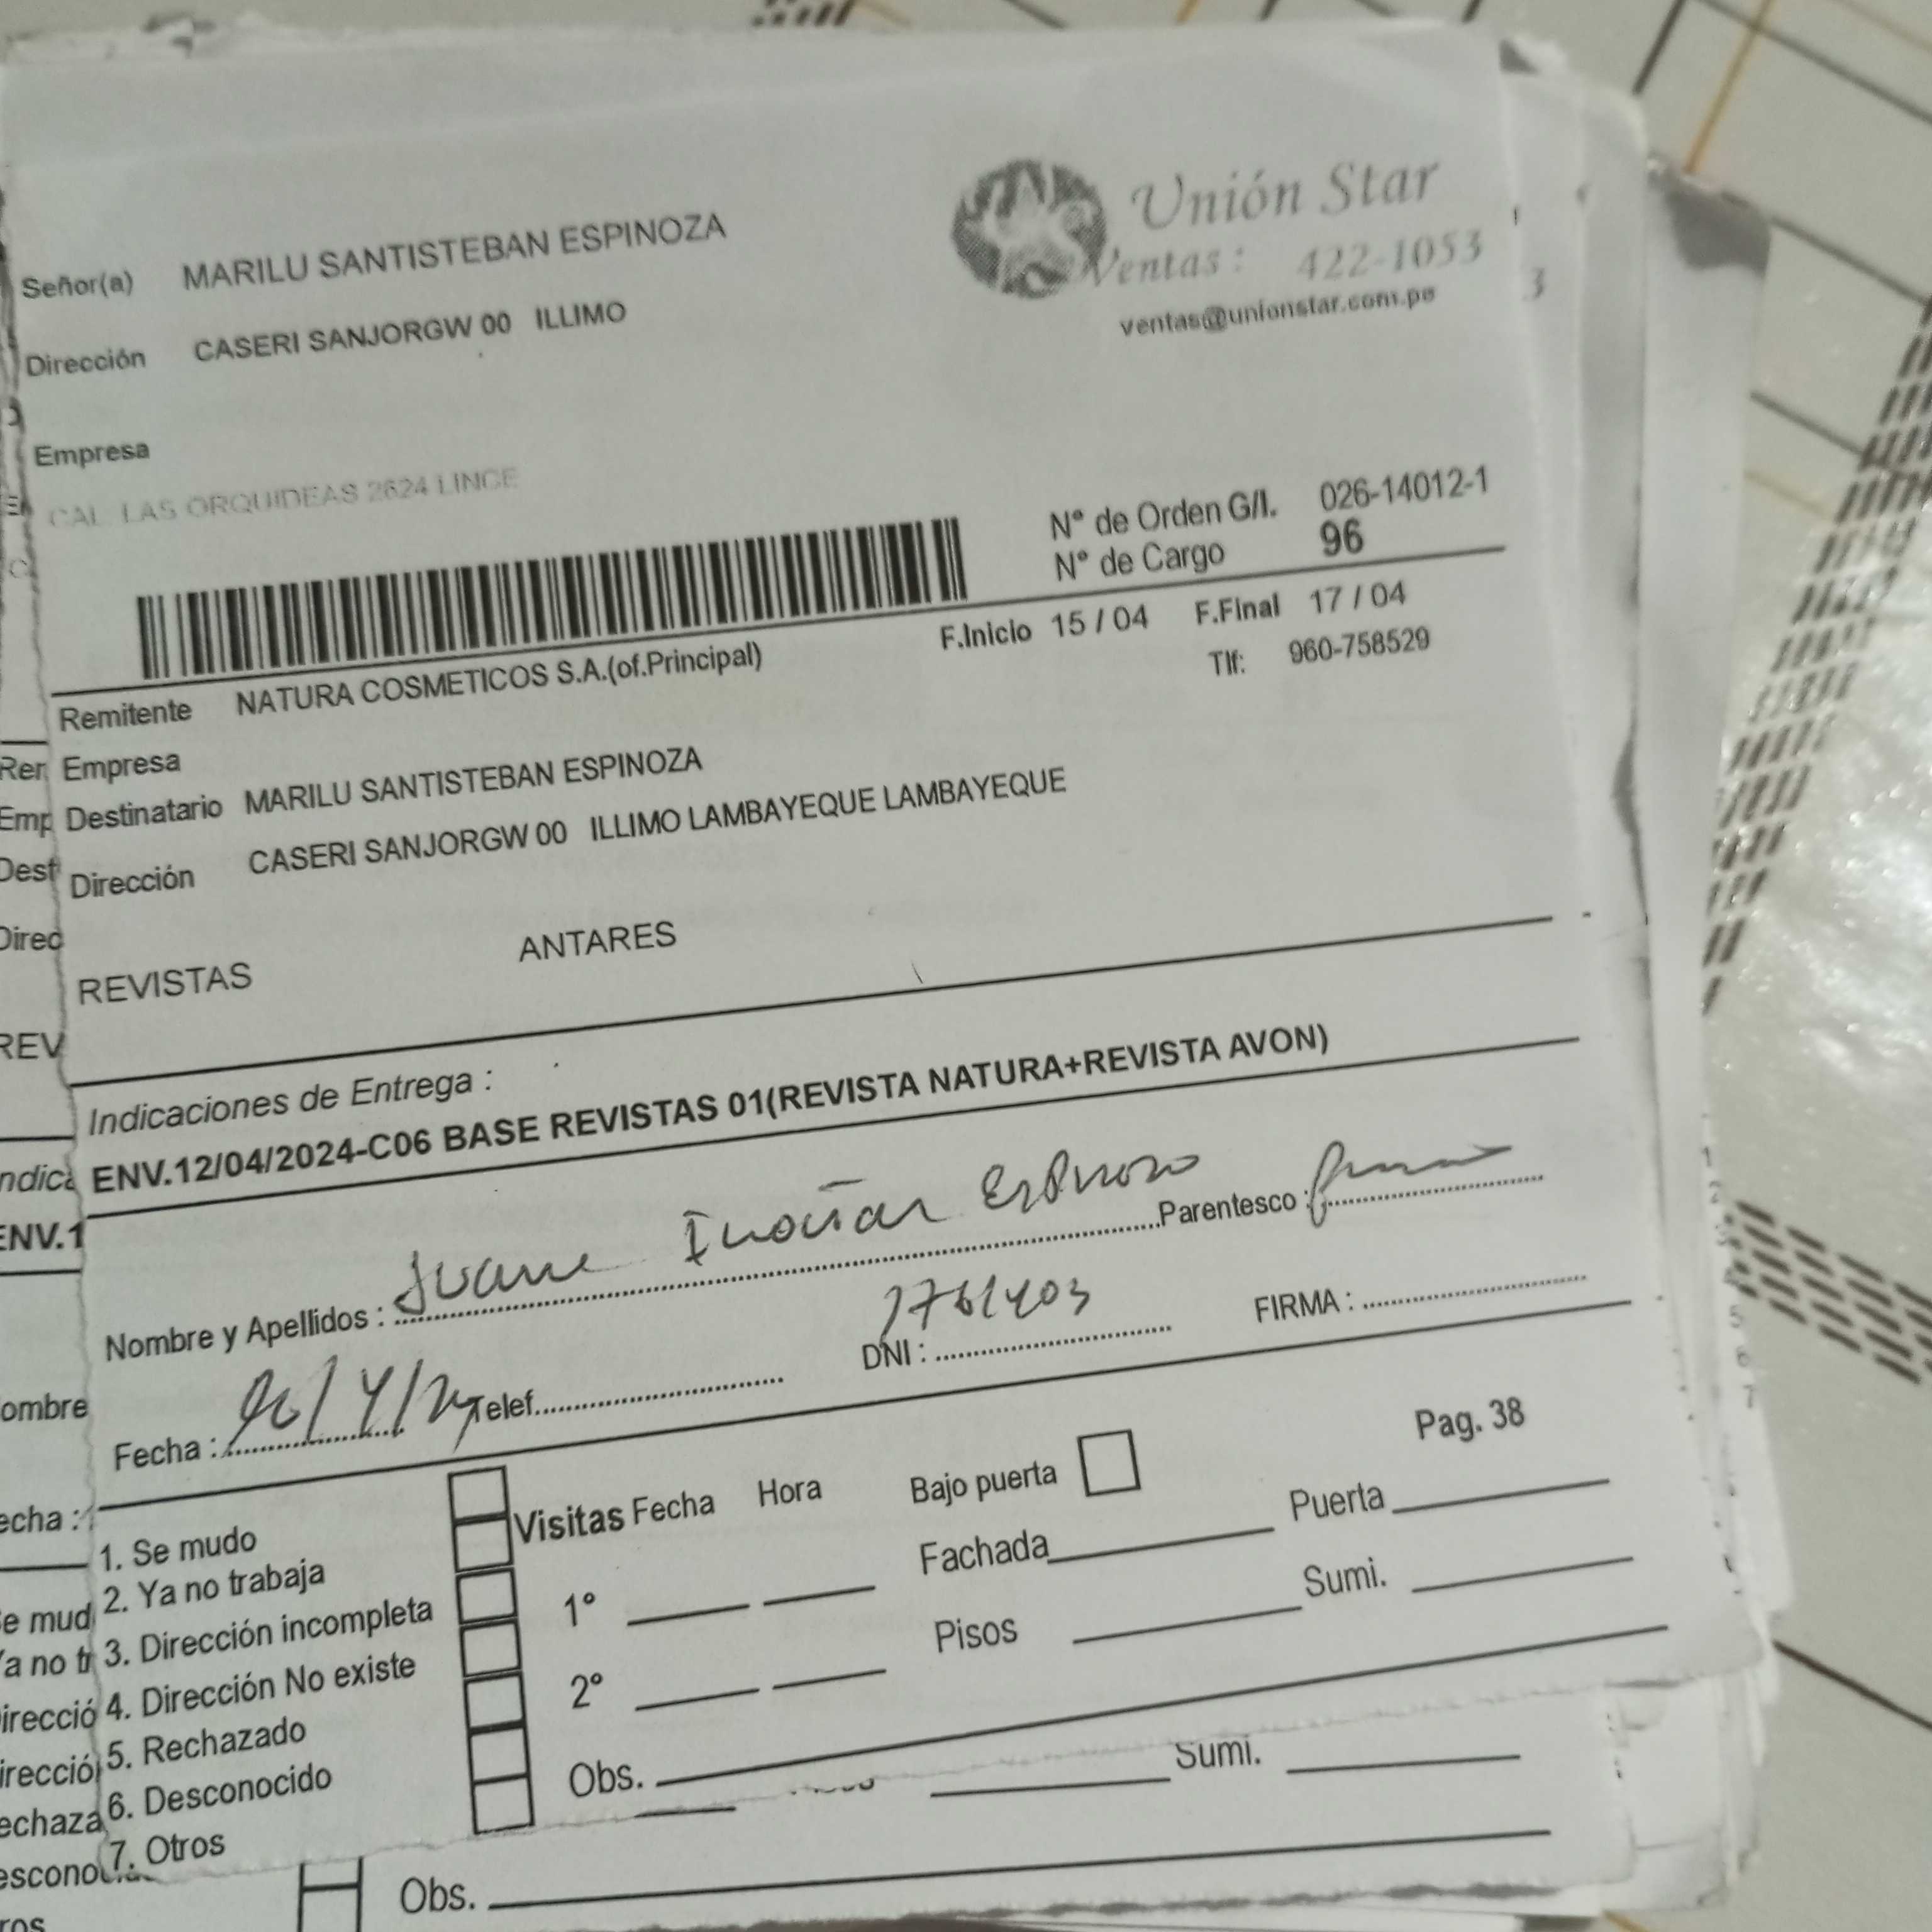 Unión Star
Ventas: 422-1053
ventas@unionstar.com.pe
Señor(a) MARILU SANTISTEBAN ESPINOZA
Dirección CASERI SANJORGW 00 ILLIMO
Empresa
CAL LAS ORQUIDEAS 2624 LINCE
N° de Orden G/I. 026-14012-1
N° de Cargo 96
F.Inicio 15 / 04 F.Final 17 / 04
Remitente NATURA COSMETICOS S.A.(of.Principal) Tlf: 960-758529
Empresa
Destinatario MARILU SANTISTEBAN ESPINOZA
Dirección CASERI SANJORGW 00 ILLIMO LAMBAYEQUE LAMBAYEQUE
REVISTAS ANTARES
Indicaciones de Entrega :
ENV.12/04/2024-C06 BASE REVISTAS 01(REVISTA NATURA+REVISTA AVON)
Nombre y Apellidos : Parentesco :
Fecha : Telef. DNI : FIRMA :
Pag. 38
1. Se mudo
2. Ya no trabaja
3. Dirección incompleta
4. Dirección No existe
5. Rechazado
6. Desconocido
7. Otros
Visitas Fecha Hora
1°
2°
Obs.
Bajo puerta
Fachada Puerta
Pisos Sumi.
Sumi.
Obs.